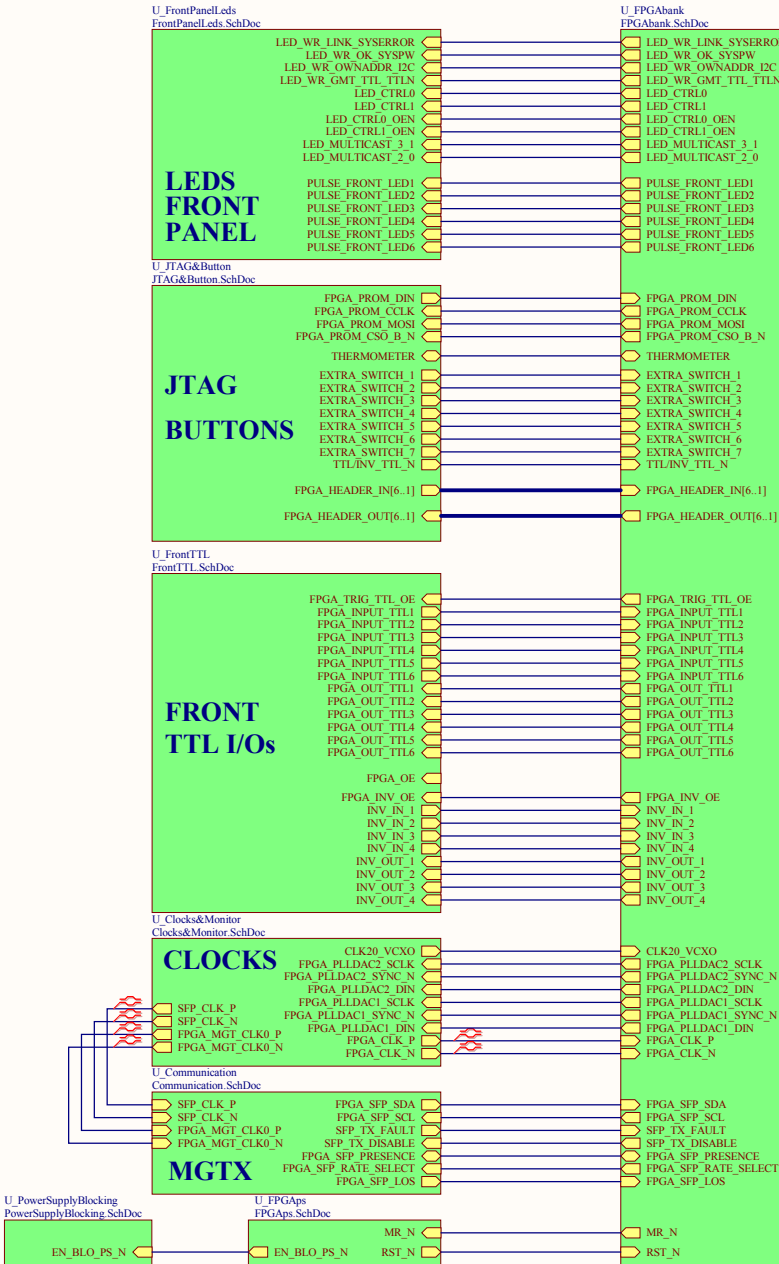 U_FrontPanelLeds
FrontPanelLeds.SchDoc
LED_WR_LINK_SYSERROR
LED_WR_OK_SYSPW
LED_WR_OWNADDR_I2C
LED_WR_GMT_TTL_TTLN
LED_CTRL0
LED_CTRL1
LED_CTRL0_OEN
LED_CTRL1_OEN
LED_MULTICAST_3_1
LED_MULTICAST_2_0
LEDS
FRONT
PANEL
PULSE_FRONT_LED1
PULSE_FRONT_LED2
PULSE_FRONT_LED3
PULSE_FRONT_LED4
PULSE_FRONT_LED5
PULSE_FRONT_LED6
U_JTAG&Button
JTAG&Button.SchDoc
FPGA_PROM_DIN
FPGA_PROM_CCLK
FPGA_PROM_MOSI
FPGA_PROM_CSO_B_N
THERMOMETER
JTAG
BUTTONS
EXTRA_SWITCH_1
EXTRA_SWITCH_2
EXTRA_SWITCH_3
EXTRA_SWITCH_4
EXTRA_SWITCH_5
EXTRA_SWITCH_6
EXTRA_SWITCH_7
TTL/INV_TTL_N
FPGA_HEADER_IN[6..1]
FPGA_HEADER_OUT[6..1]
U_FrontTTL
FrontTTL.SchDoc
FPGA_TRIG_TTL_OE
FPGA_INPUT_TTL1
FPGA_INPUT_TTL2
FPGA_INPUT_TTL3
FPGA_INPUT_TTL4
FPGA_INPUT_TTL5
FPGA_INPUT_TTL6
FPGA_OUT_TTL1
FPGA_OUT_TTL2
FPGA_OUT_TTL3
FPGA_OUT_TTL4
FPGA_OUT_TTL5
FPGA_OUT_TTL6
FRONT
TTL I/Os
FPGA_OE
FPGA_INV_OE
INV_IN_1
INV_IN_2
INV_IN_3
INV_IN_4
INV_OUT_1
INV_OUT_2
INV_OUT_3
INV_OUT_4
U_Clocks&Monitor
Clocks&Monitor.SchDoc
CLOCKS
CLK20_VCXO
FPGA_PLLDAC2_SCLK
FPGA_PLLDAC2_SYNC_N
FPGA_PLLDAC2_DIN
FPGA_PLLDAC1_SCLK
FPGA_PLLDAC1_SYNC_N
FPGA_PLLDAC1_DIN
FPGA_CLK_P
FPGA_CLK_N
SFP_CLK_P
SFP_CLK_N
FPGA_MGT_CLK0_P
FPGA_MGT_CLK0_N
U_Communication
Communication.SchDoc
SFP_CLK_P
SFP_CLK_N
FPGA_MGT_CLK0_P
FPGA_MGT_CLK0_N
MGTX
FPGA_SFP_SDA
FPGA_SFP_SCL
SFP_TX_FAULT
SFP_TX_DISABLE
FPGA_SFP_PRESENCE
FPGA_SFP_RATE_SELECT
FPGA_SFP_LOS
U_PowerSupplyBlocking
PowerSupplyBlocking.SchDoc
EN_BLO_PS_N
U_FPGAps
FPGAps.SchDoc
EN_BLO_PS_N
MR_N
RST_N
U_FPGAbank
FPGAbank.SchDoc
LED_WR_LINK_SYSERRO
LED_WR_OK_SYSPW
LED_WR_OWNADDR_I2C
LED_WR_GMT_TTL_TTLN
LED_CTRL0
LED_CTRL1
LED_CTRL0_OEN
LED_CTRL1_OEN
LED_MULTICAST_3_1
LED_MULTICAST_2_0
PULSE_FRONT_LED1
PULSE_FRONT_LED2
PULSE_FRONT_LED3
PULSE_FRONT_LED4
PULSE_FRONT_LED5
PULSE_FRONT_LED6
FPGA_PROM_DIN
FPGA_PROM_CCLK
FPGA_PROM_MOSI
FPGA_PROM_CSO_B_N
THERMOMETER
EXTRA_SWITCH_1
EXTRA_SWITCH_2
EXTRA_SWITCH_3
EXTRA_SWITCH_4
EXTRA_SWITCH_5
EXTRA_SWITCH_6
EXTRA_SWITCH_7
TTL/INV_TTL_N
FPGA_HEADER_IN[6..1]
FPGA_HEADER_OUT[6..1]
FPGA_TRIG_TTL_OE
FPGA_INPUT_TTL1
FPGA_INPUT_TTL2
FPGA_INPUT_TTL3
FPGA_INPUT_TTL4
FPGA_INPUT_TTL5
FPGA_INPUT_TTL6
FPGA_OUT_TTL1
FPGA_OUT_TTL2
FPGA_OUT_TTL3
FPGA_OUT_TTL4
FPGA_OUT_TTL5
FPGA_OUT_TTL6
FPGA_INV_OE
INV_IN_1
INV_IN_2
INV_IN_3
INV_IN_4
INV_OUT_1
INV_OUT_2
INV_OUT_3
INV_OUT_4
CLK20_VCXO
FPGA_PLLDAC2_SCLK
FPGA_PLLDAC2_SYNC_N
FPGA_PLLDAC2_DIN
FPGA_PLLDAC1_SCLK
FPGA_PLLDAC1_SYNC_N
FPGA_PLLDAC1_DIN
FPGA_CLK_P
FPGA_CLK_N
FPGA_SFP_SDA
FPGA_SFP_SCL
SFP_TX_FAULT
SFP_TX_DISABLE
FPGA_SFP_PRESENCE
FPGA_SFP_RATE_SELECT
FPGA_SFP_LOS
MR_N
RST_N